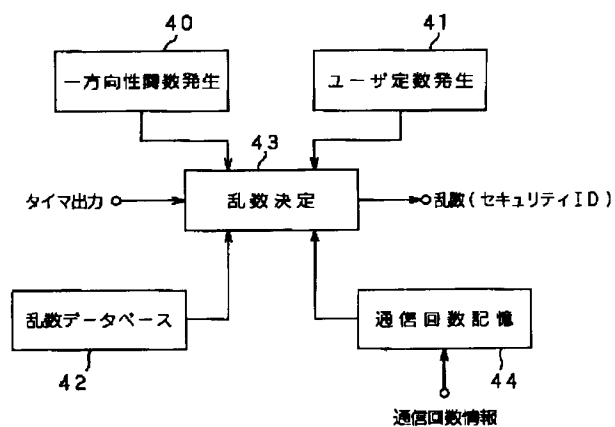 40
41
一方向性関数発生
ユーザ定数発生
43
タイマ出力
乱数決定
乱数(セキュリティID)
乱数データベース
通信回数記憶
42
44
通信回数情報